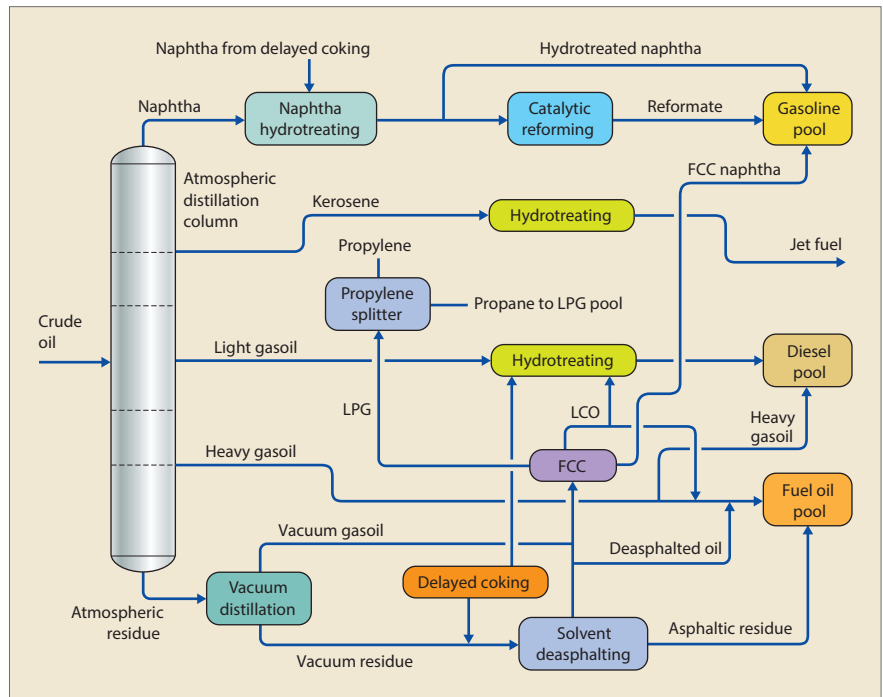 Naphtha from delayed coking
Hydrotreated naphtha
Naphtha
Naphtha
hydrotreating
Catalytic
reforming
Reformate
Gasoline
pool
FCC naphtha
Atmospheric
distillation
column
Kerosene
Hydrotreating
Jet fuel
Propylene
Propylene
splitter
Propane to LPG pool
Crude
oil
Light gasoil
Hydrotreating
Diesel
pool
LPG
LCO
Heavy
gasoil
Heavy gasoil
FCC
Fuel oil
pool
Vacuum gasoil
Deasphalted oil
Vacuum
distillation
Delayed coking
Atmospheric
residue
Vacuum residue
Solvent
deasphalting
Asphaltic residue